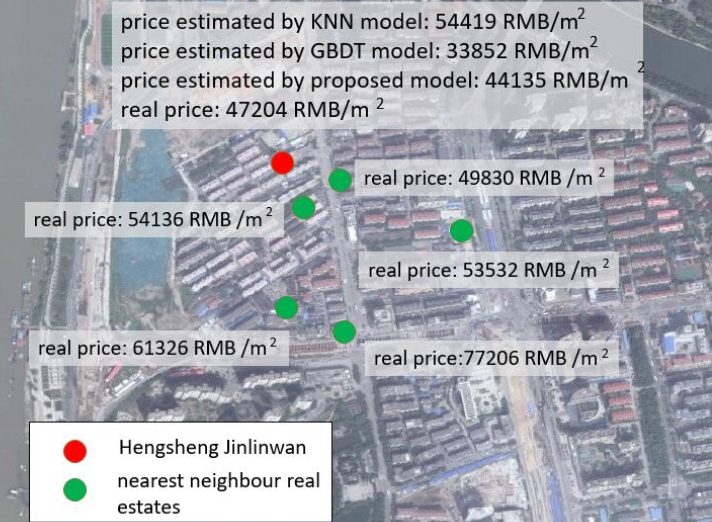 price estimated by KNN model: 54419 RMB/m²
price estimated by GBDT model: 33852 RMB/m²
price estimated by proposed model: 44135 RMB/m ²
real price: 47204 RMB/m ²
real price: 49830 RMB /m ²
real price: 54136 RMB /m ²
real price: 53532 RMB /m ²
real price: 61326 RMB /m²
real price:77206 RMB /m ²
Hengsheng Jinlinwan
nearest neighbour real
estates